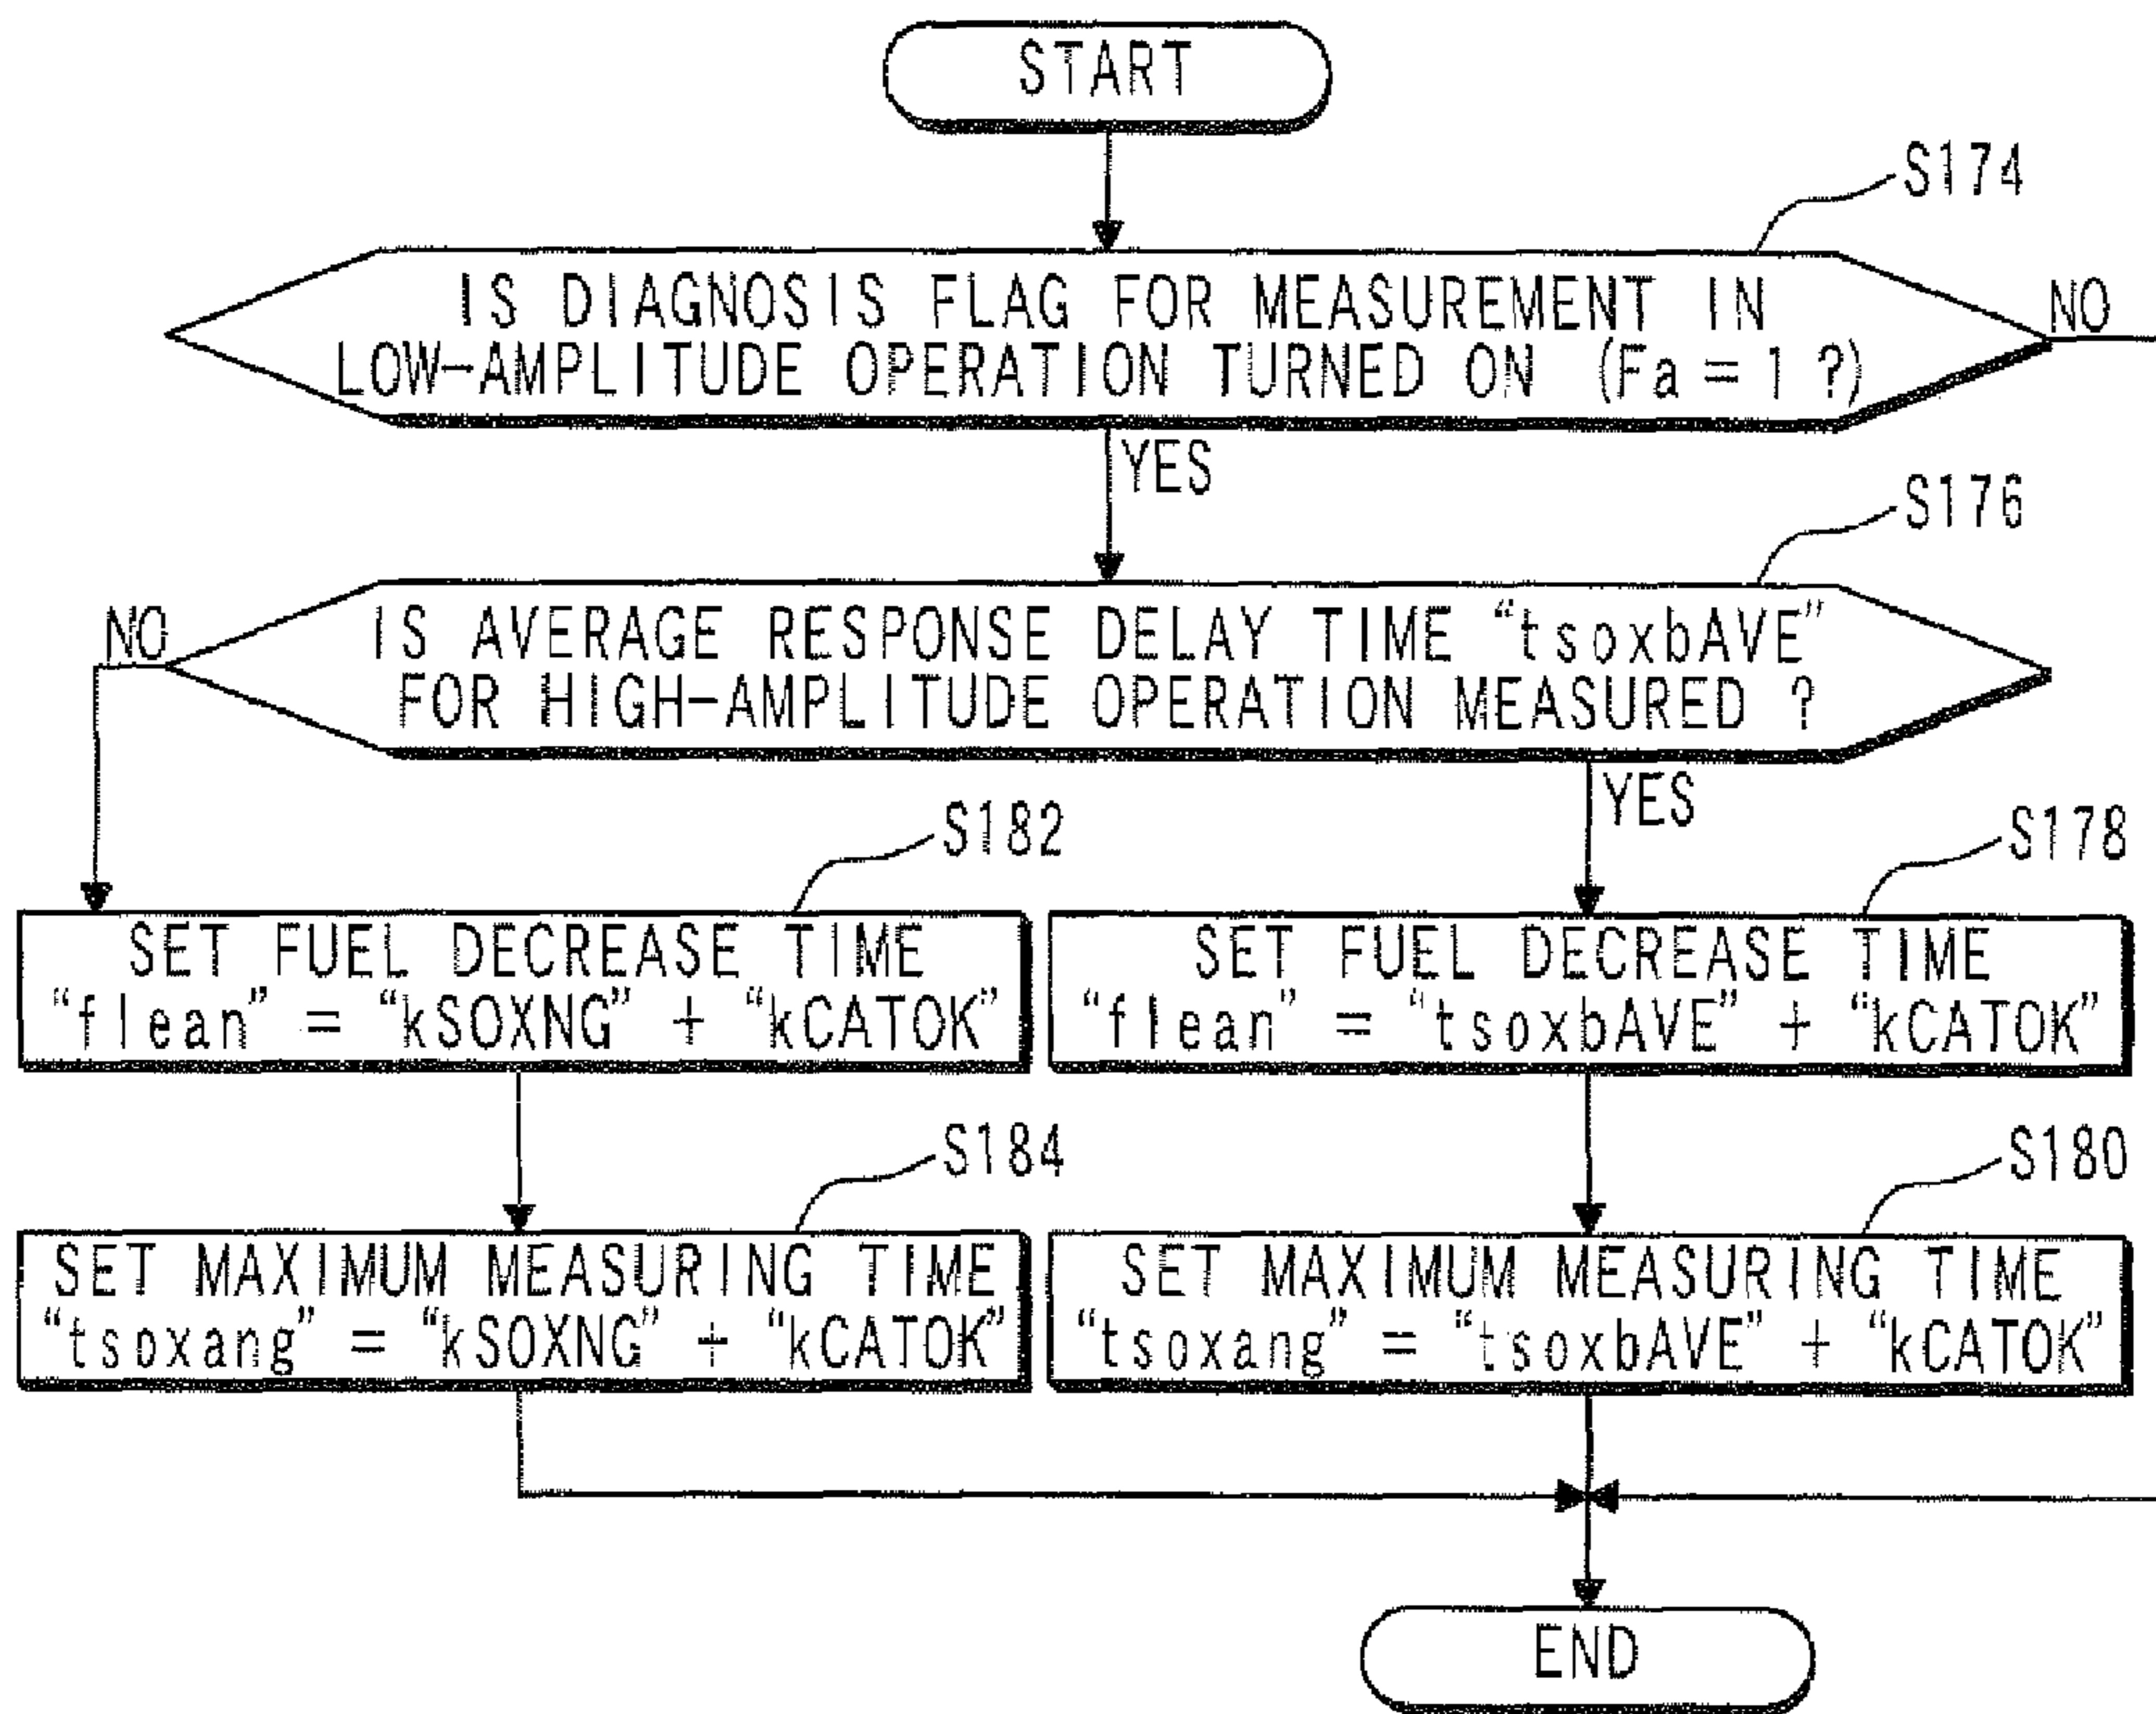 START
S174
IS DIAGNOSIS FLAG FOR MEASUREMENT IN
LOW-AMPLITUDE OPERATION TURNED ON (Fa = 1 ?)
NO
YES
S176
NO
IS AVERAGE RESPONSE DELAY TIME “tsoxbAVE”
FOR HIGH-AMPLITUDE OPERATION MEASURED ?
YES
S182
SET FUEL DECREASE TIME
“flean” = “kSOXNG” + “kCATOK”
S178
SET FUEL DECREASE TIME
“flean” = “tsoxbAVE” + “kCATOK”
S184
SET MAXIMUM MEASURING TIME
“tsoxang” = “kSOXNG” + “kCATOK”
S180
SET MAXIMUM MEASURING TIME
“tsoxang” = “tsoxbAVE” + “kCATOK”
END